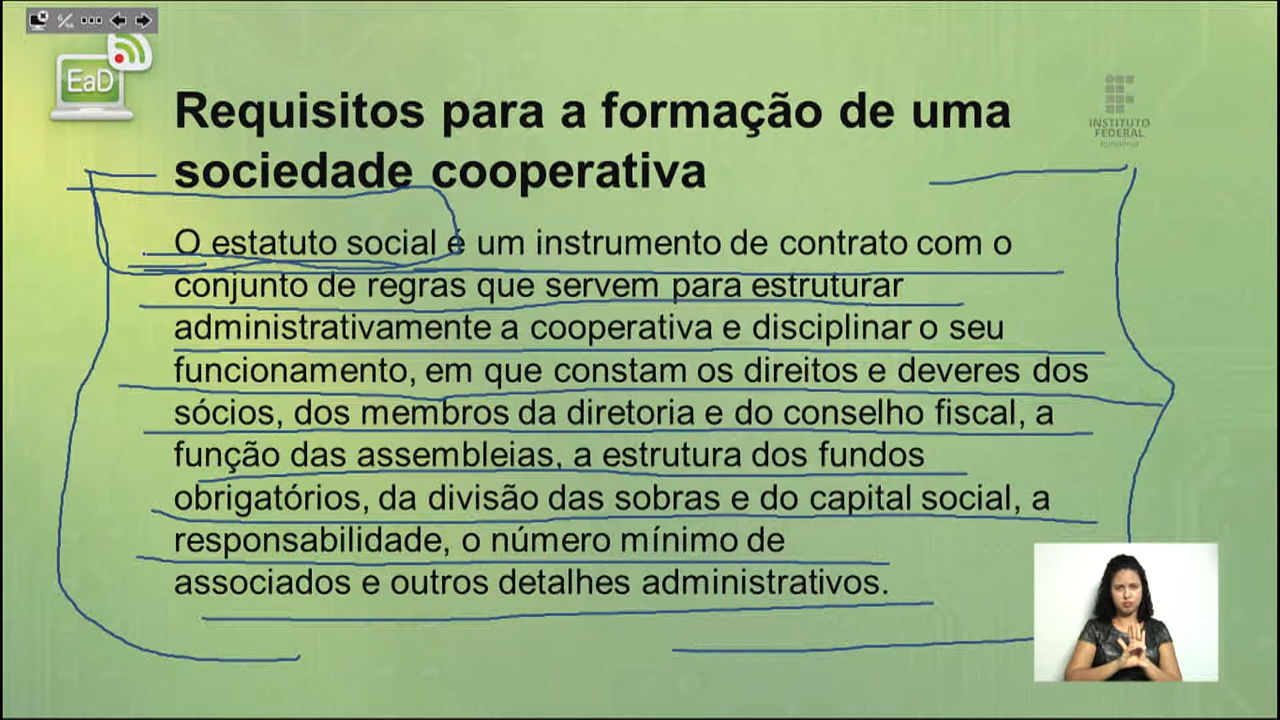 EaD
Requisitos para a formação de uma
sociedade cooperativa
INSTITUTO
FEDERAL
Rondônia
O estatuto social é um instrumento de contrato com o
conjunto de regras que servem para estruturar
administrativamente a cooperativa e disciplinar o seu
funcionamento, em que constam os direitos e deveres dos
sócios, dos membros da diretoria e do conselho fiscal, a
função das assembleias, a estrutura dos fundos
obrigatórios, da divisão das sobras e do capital social, a
responsabilidade, o número mínimo de
associados e outros detalhes administrativos.